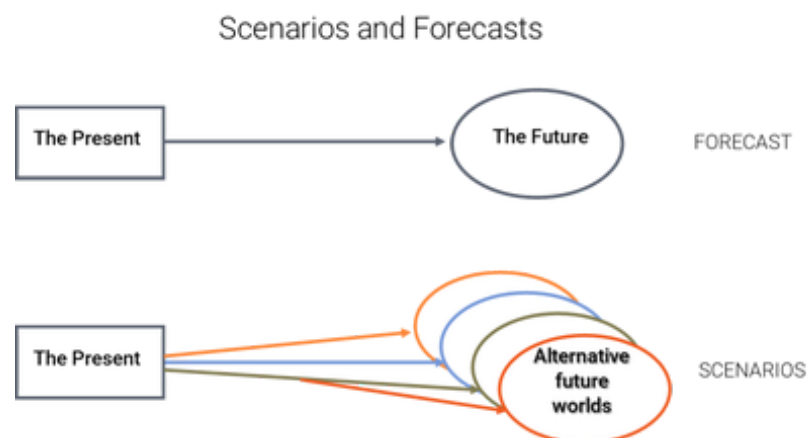 Scenarios and Forecasts
The Present
The Future
FORECAST
The Present
Alternative
future
worlds
SCENARIOS